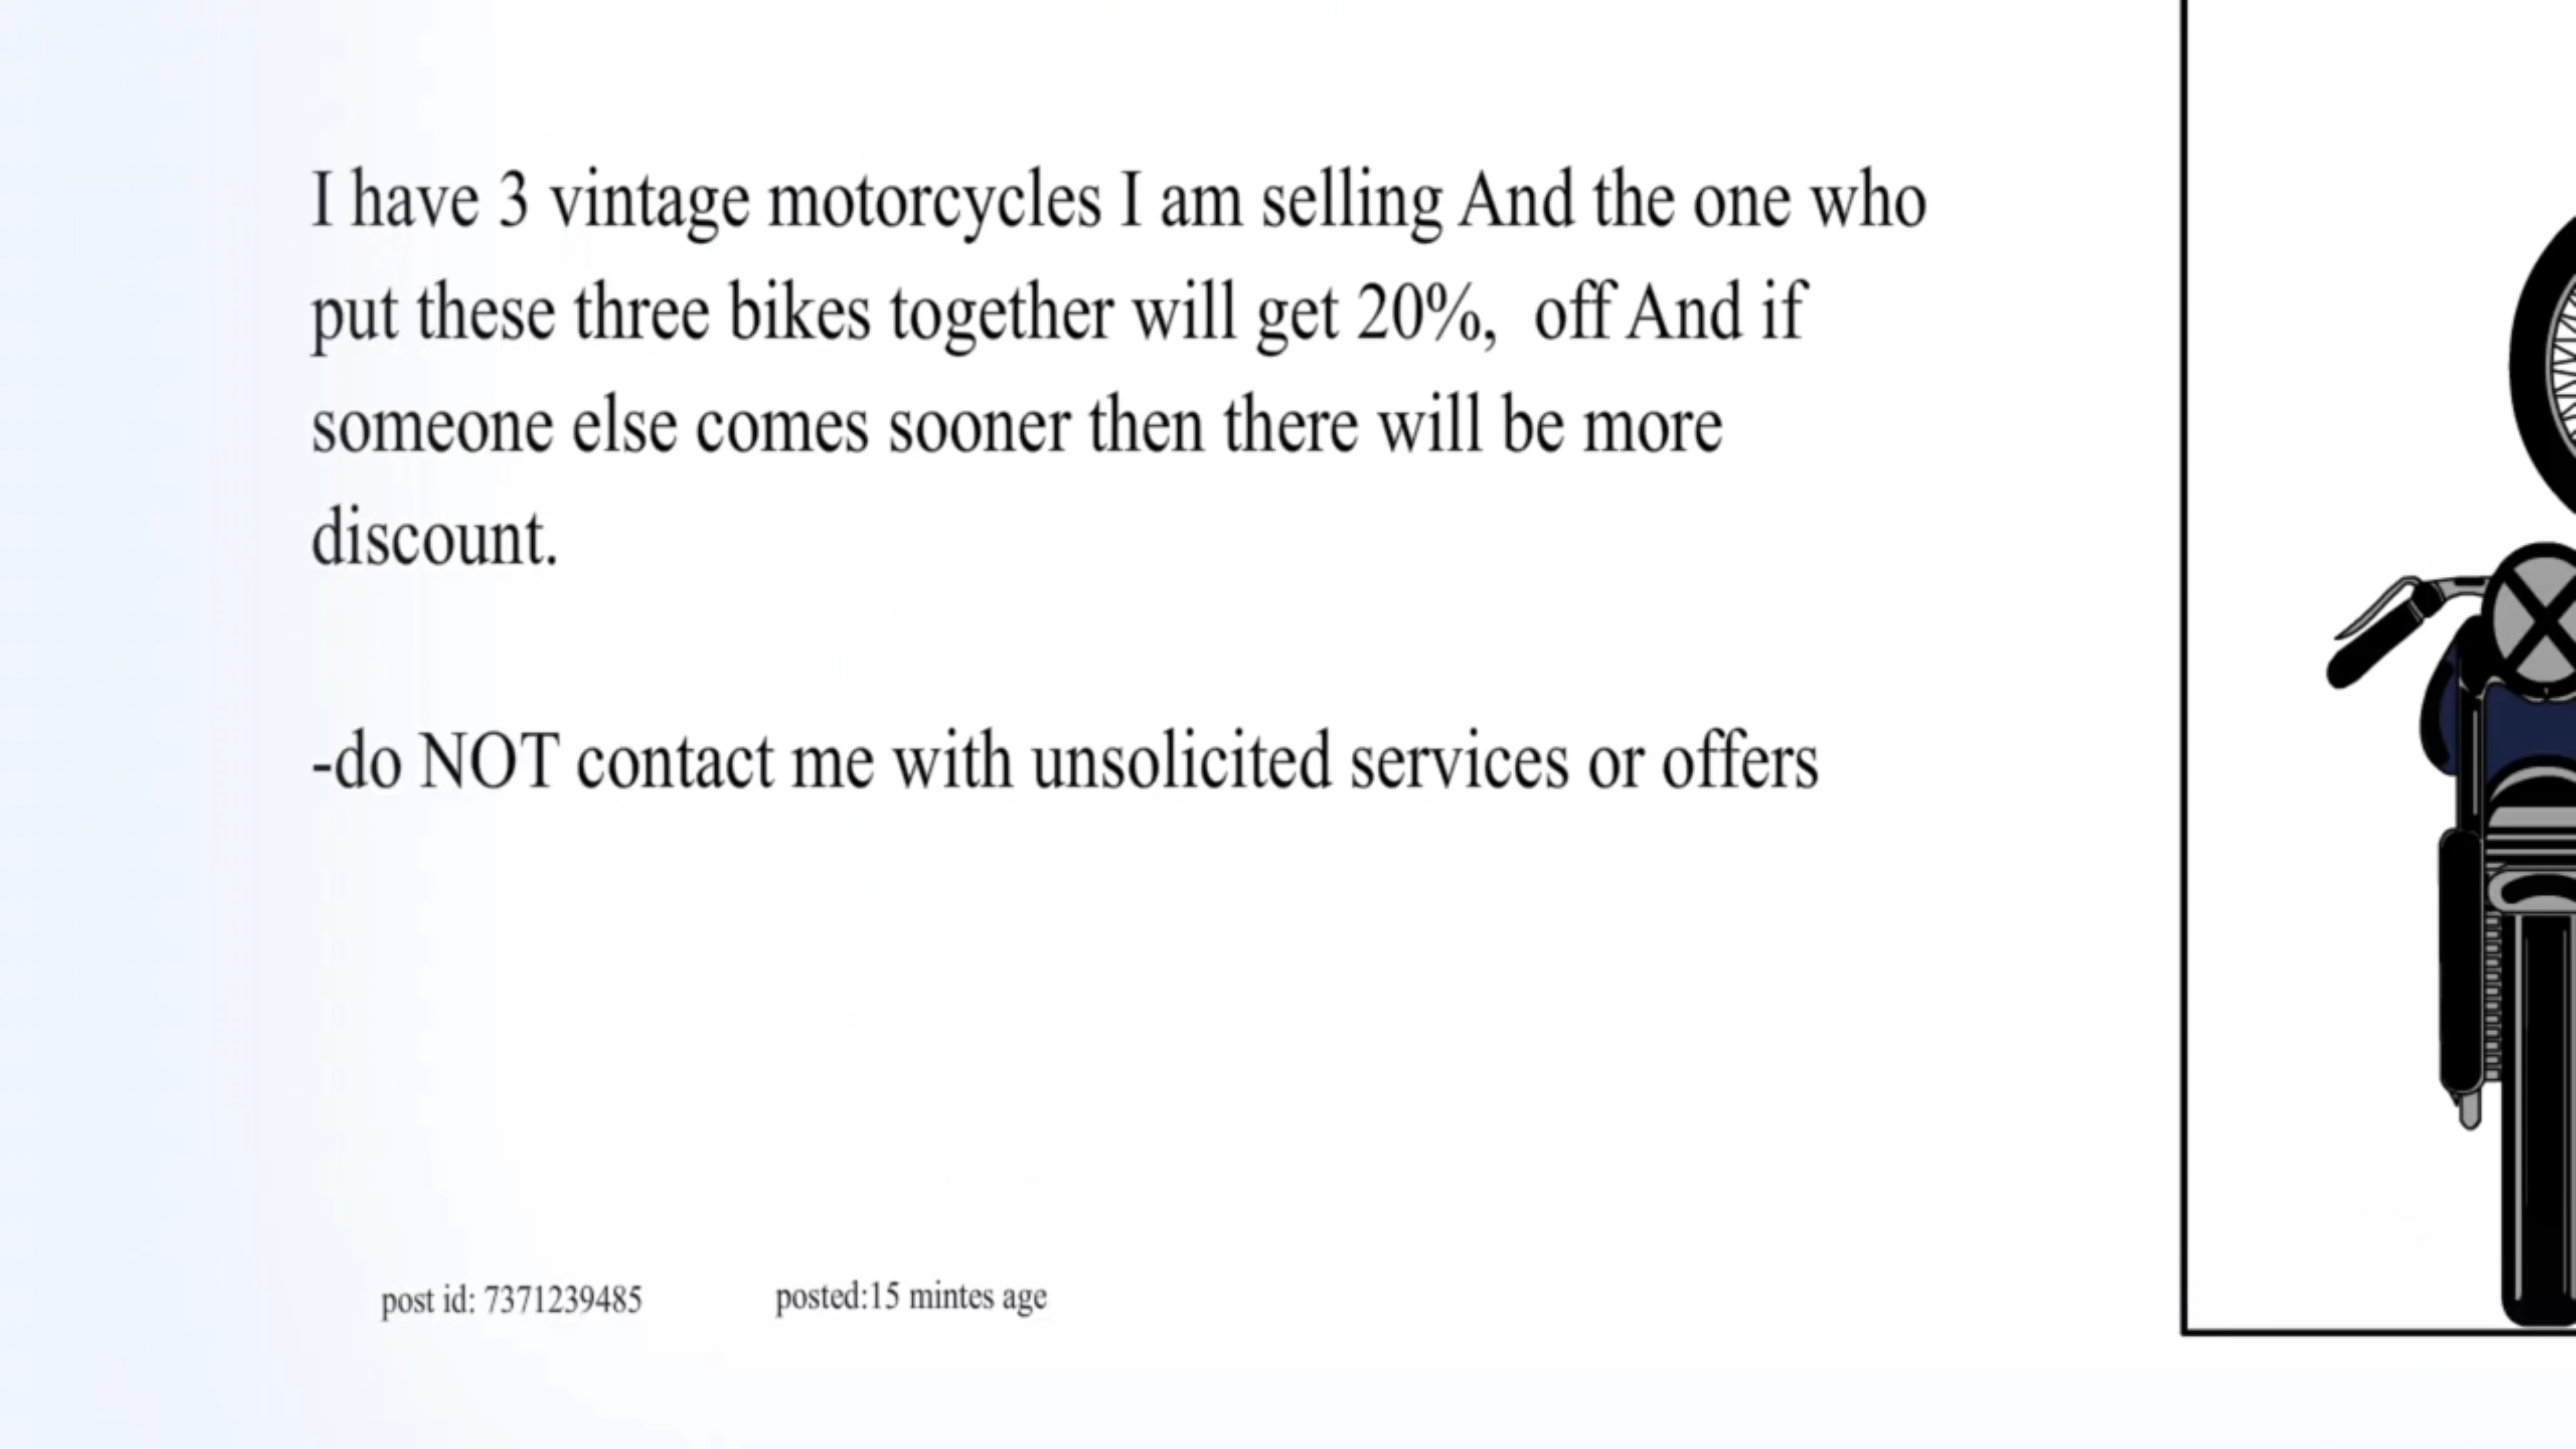 I have 3 vintage motorcycles I am selling And the one who
put these three bikes together will get 20%,  off And if
someone else comes sooner then there will be more
discount.
-do NOT contact me with unsolicited services or offers
post id: 7371239485
posted:15 mintes age